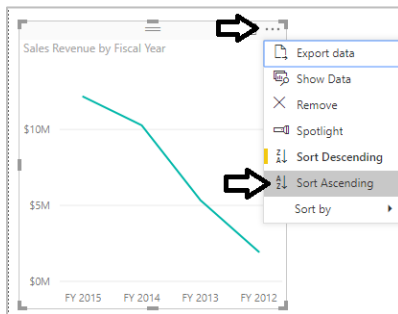 Sales Revenue by Fiscal Year
$10M
$5M
$0M
FY 2015 FY 2014 FY 2013 FY 2012
Export data
Show Data
Remove
Spotlight
Sort Descending
Sort Ascending
Sort by